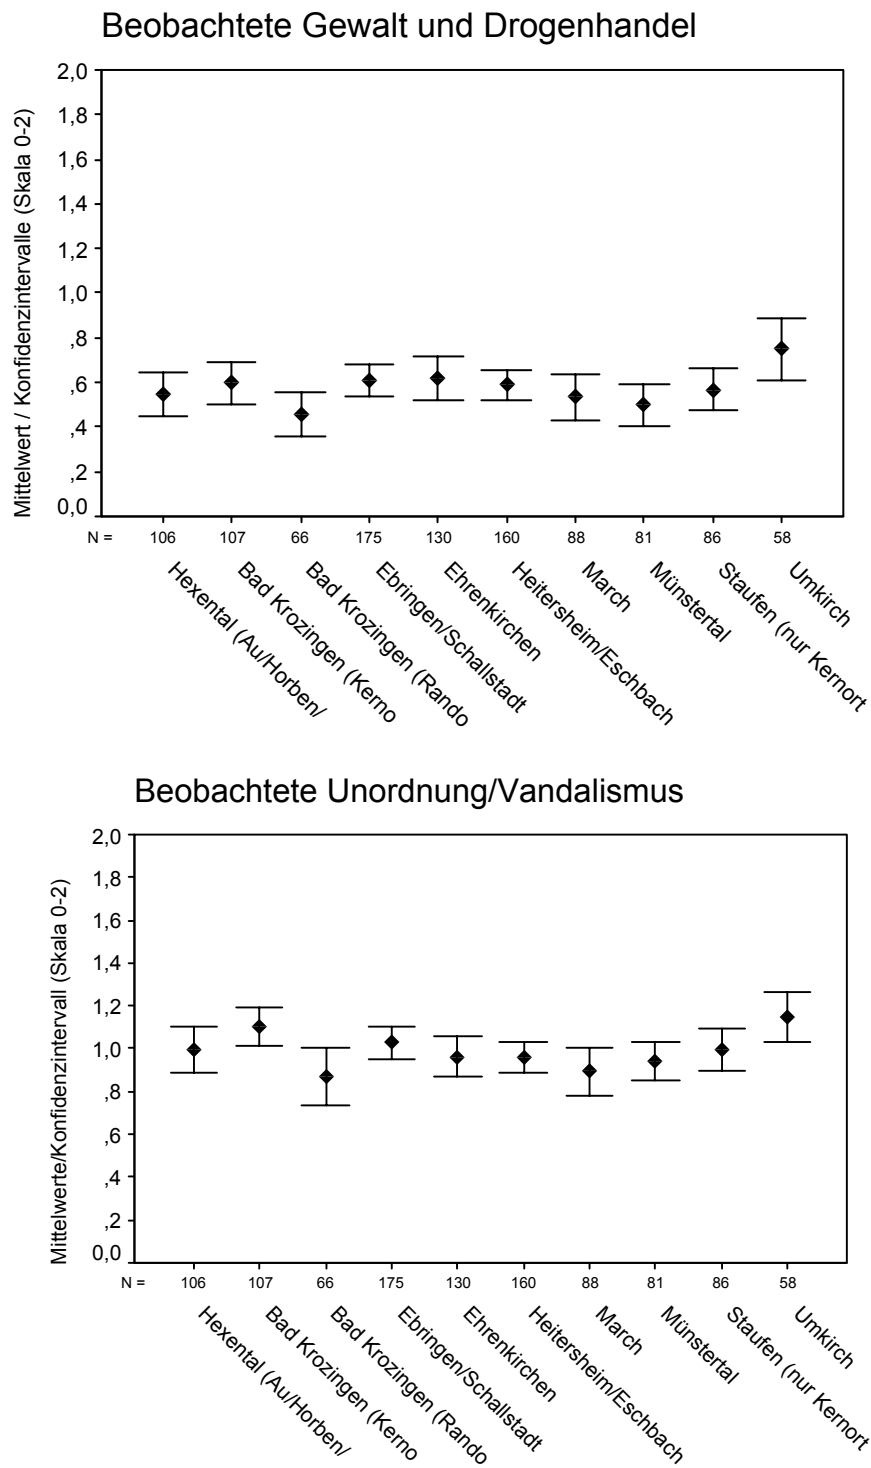 Beobachtete Gewalt und Drogenhandel
Mittelwert / Konfidenzintervalle (Skala 0-2)
2,0
1,8
1,6
1,4
1,2
1,0
,8
,6
,4
,2
0,0
N = 106 107 66 175 130 160 88 81 86 58
Hexental (Au/Horben/
Bad Krozingen (Kerno
Bad Krozingen (Rando
Ebringen/Schallstadt
Ehrenkirchen
Heitersheim/Eschbach
March
Münstertal
Staufen (nur Kernort
Umkirch
Beobachtete Unordnung/Vandalismus
Mittelwerte/Konfidenzintervall (Skala 0-2)
2,0
1,8
1,6
1,4
1,2
1,0
,8
,6
,4
,2
0,0
N = 106 107 66 175 130 160 88 81 86 58
Hexental (Au/Horben/
Bad Krozingen (Kerno
Bad Krozingen (Rando
Ebringen/Schallstadt
Ehrenkirchen
Heitersheim/Eschbach
March
Münstertal
Staufen (nur Kernort
Umkirch